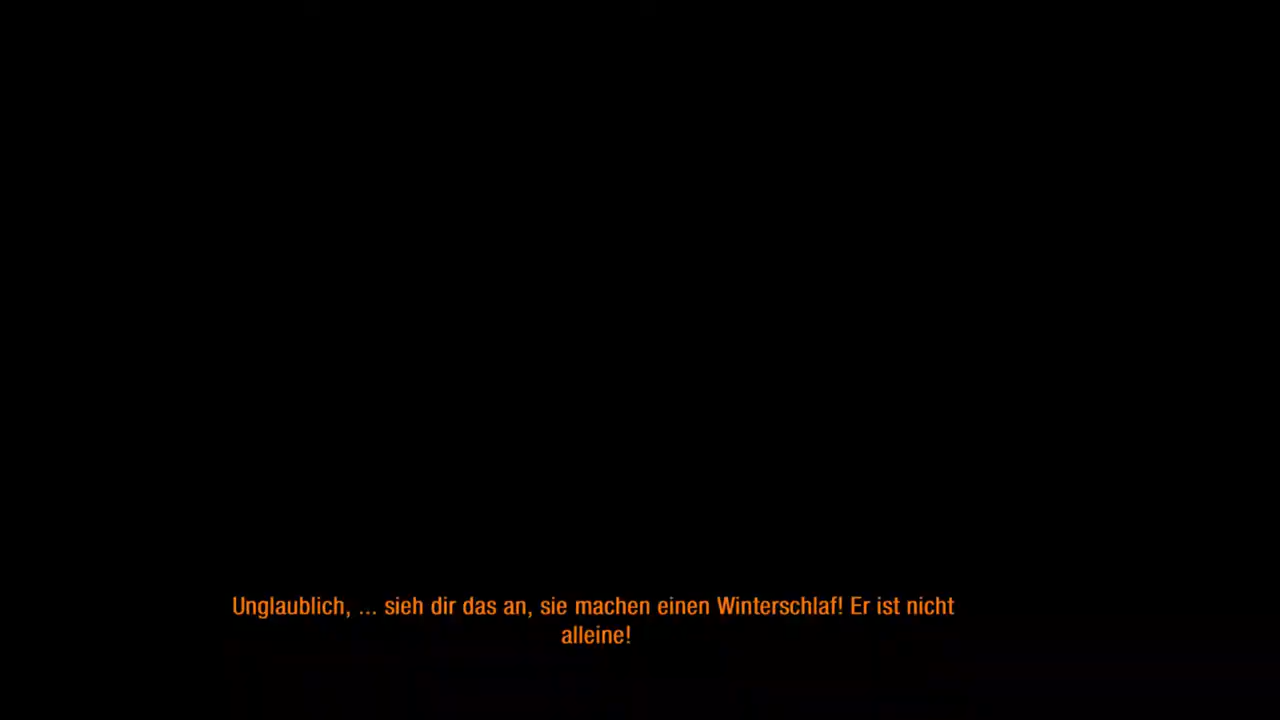 Unglaublich, ... sieh dir das an, sie machen einen Winterschlaf! Er ist nicht
alleine!